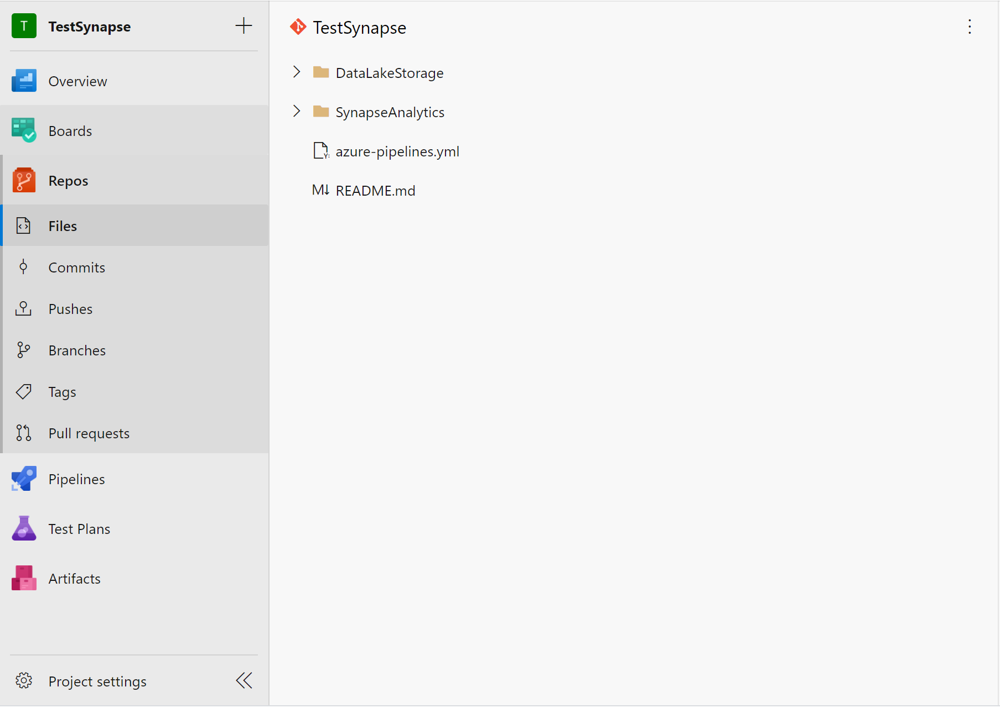 T TestSynapse
Overview
Boards
Repos
Files
Commits
Pushes
Branches
Tags
Pull requests
Pipelines
Test Plans
Artifacts
Project settings
TestSynapse
DataLakeStorage
SynapseAnalytics
azure-pipelines.yml
README.md